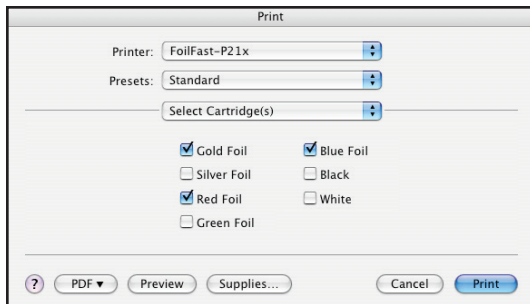 Print
Printer: FoilFast-P21x
Presets: Standard
Select Cartridge(s)
Gold Foil Blue Foil
Silver Foil Black
Red Foil White
Green Foil
? PDF▼ Preview Supplies... Cancel Print